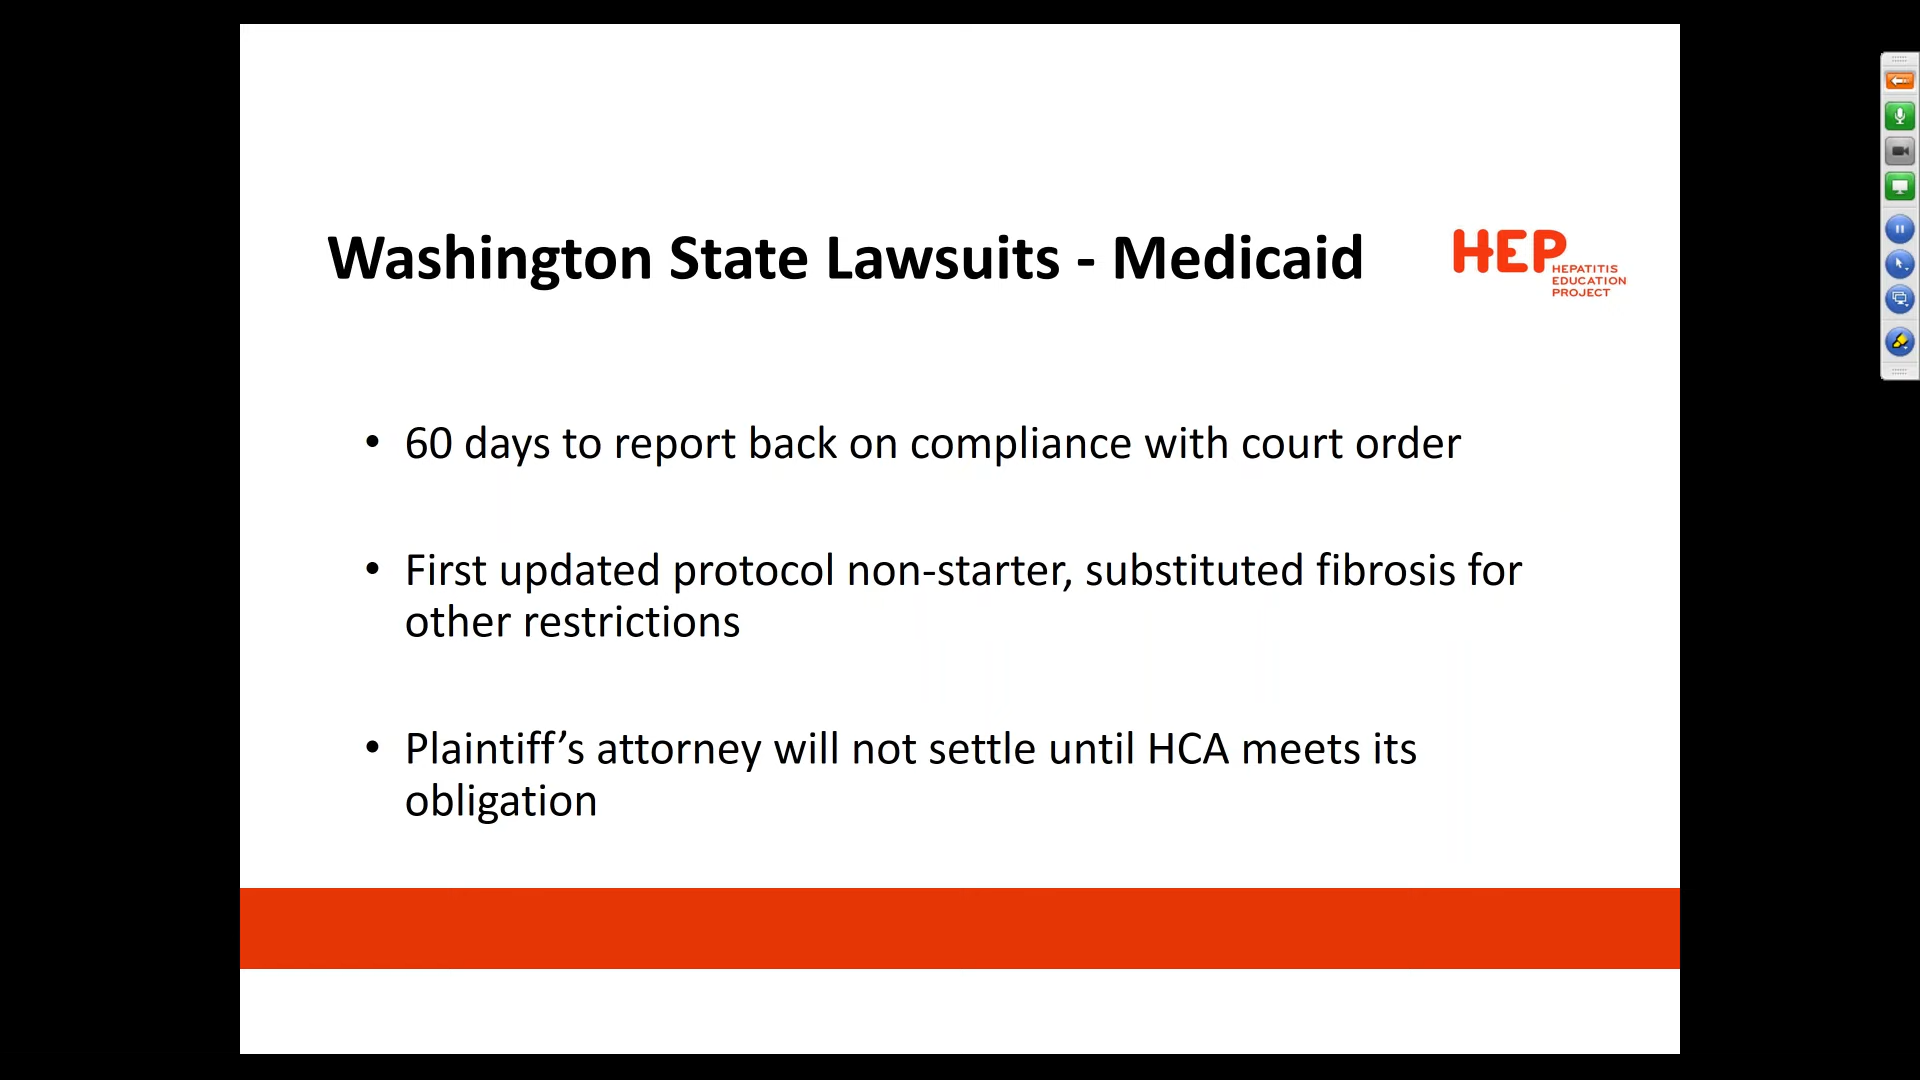 Washington State Lawsuits - Medicaid
HEP
HEPATITIS
EDUCATION
PROJECT
• 60 days to report back on compliance with court order
• First updated protocol non-starter, substituted fibrosis for
other restrictions
• Plaintiff’s attorney will not settle until HCA meets its
obligation